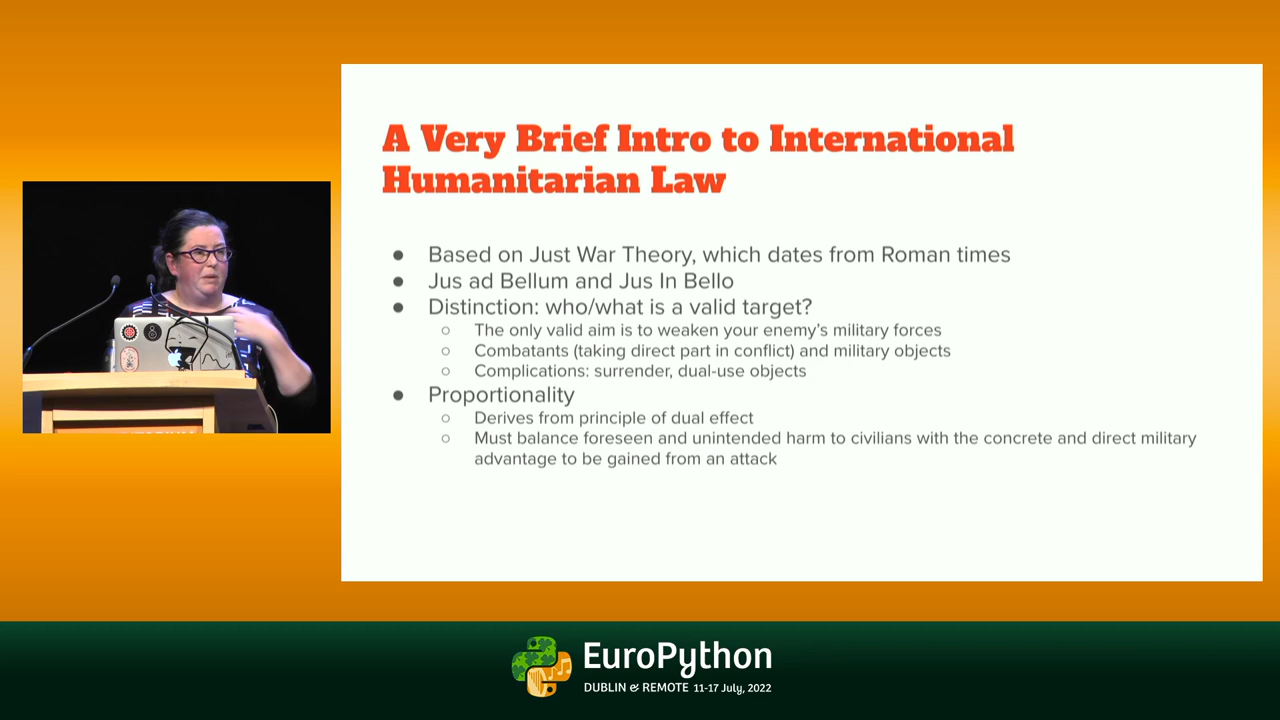 A Very Brief Intro to International
Humanitarian Law
● Based on Just War Theory, which dates from Roman times
● Jus ad Bellum and Jus In Bello
● Distinction: who/what is a valid target?
○ The only valid aim is to weaken your enemy's military forces
○ Combatants (taking direct part in conflict) and military objects
○ Complications: surrender, dual-use objects
● Proportionality
○ Derives from principle of dual effect
○ Must balance foreseen and unintended harm to civilians with the concrete and direct military
advantage to be gained from an attack
EuroPython
DUBLIN & REMOTE 11-17 July, 2022